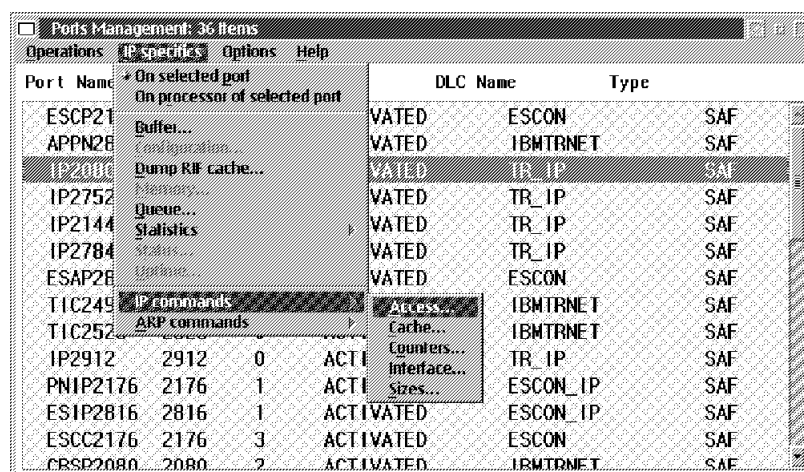 Ports Management: 36 items
Operations IP specifics Options Help
Port Name DLC Name Type
On selected port
On processor of selected port
Buffer...
Configuration...
Dump RIF cache...
Memory...
Queue...
Statistics
Status...
Uptime...
IP commands
ARP commands
Access...
Cache...
Counters...
Interface...
Sizes...
ESCP21 VATED ESCON SAF
APPN28 VATED IBMTRNET SAF
IP2080 VATED TR_IP SAF
IP2752 VATED TR_IP SAF
IP2144 VATED TR_IP SAF
IP2784 VATED TR_IP SAF
ESAP28 VATED ESCON SAF
TIC249 IBMTRNET SAF
TIC252 IBMTRNET SAF
IP2912 2912 0 ACTI TR_IP SAF
PNIP2176 2176 1 ACTI ESCON_IP SAF
ES1P2816 2816 1 ACTIVATED ESCON_IP SAF
ESCC2176 2176 3 ACTIVATED ESCON SAF
CBSP2080 2080 2 ACTIVATED IBMTRNET SAF